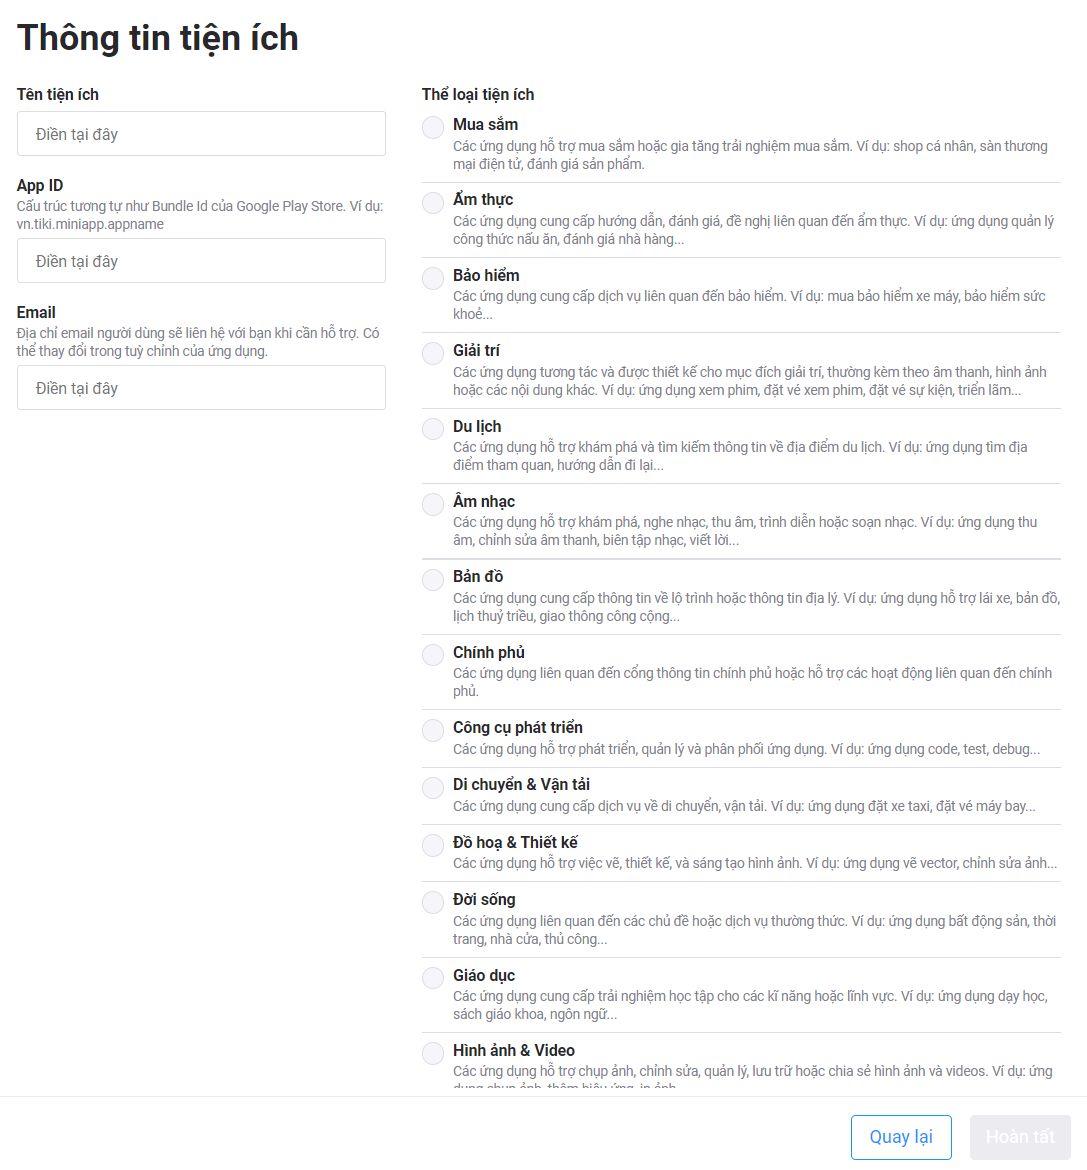 Thông tin tiện ích
Tên tiện ích
Điền tại đây
App ID
Cấu trúc tương tự như Bundle Id của Google Play Store. Ví dụ:
vn.tiki.miniapp.appname
Điền tại đây
Email
Địa chỉ email người dùng sẽ liên hệ với bạn khi cần hỗ trợ. Có
thể thay đổi trong tuỳ chỉnh của ứng dụng.
Điền tại đây
Thể loại tiện ích
Mua sắm
Các ứng dụng hỗ trợ mua sắm hoặc gia tăng trải nghiệm mua sắm. Ví dụ: shop cá nhân, sàn thương
mại điện tử, đánh giá sản phẩm.
Ẩm thực
Các ứng dụng cung cấp hướng dẫn, đánh giá, đề nghị liên quan đến ẩm thực. Ví dụ: ứng dụng quản lý
công thức nấu ăn, đánh giá nhà hàng...
Bảo hiểm
Các ứng dụng cung cấp dịch vụ liên quan đến bảo hiểm. Ví dụ: mua bảo hiểm xe máy, bảo hiểm sức
khoẻ...
Giải trí
Các ứng dụng tương tác và được thiết kế cho mục đích giải trí, thường kèm theo âm thanh, hình ảnh
hoặc các nội dung khác. Ví dụ: ứng dụng xem phim, đặt vé xem phim, đặt vé sự kiện, triển lãm...
Du lịch
Các ứng dụng hỗ trợ khám phá và tìm kiếm thông tin về địa điểm du lịch. Ví dụ: ứng dụng tìm địa
điểm tham quan, hướng dẫn đi lại...
Âm nhạc
Các ứng dụng hỗ trợ khám phá, nghe nhạc, thu âm, trình diễn hoặc soạn nhạc. Ví dụ: ứng dụng thu
âm, chỉnh sửa âm thanh, biên tập nhạc, viết lời...
Bản đồ
Các ứng dụng cung cấp thông tin về lộ trình hoặc thông tin địa lý. Ví dụ: ứng dụng hỗ trợ lái xe, bản đồ,
lịch thuỷ triều, giao thông công cộng...
Chính phủ
Các ứng dụng liên quan đến cổng thông tin chính phủ hoặc hỗ trợ các hoạt động liên quan đến chính
phủ.
Công cụ phát triển
Các ứng dụng hỗ trợ phát triển, quản lý và phân phối ứng dụng. Ví dụ: ứng dụng code, test, debug...
Di chuyển & Vận tải
Các ứng dụng cung cấp dịch vụ về di chuyển, vận tải. Ví dụ: ứng dụng đặt xe taxi, đặt vé máy bay...
Đồ hoạ & Thiết kế
Các ứng dụng hỗ trợ việc vẽ, thiết kế, và sáng tạo hình ảnh. Ví dụ: ứng dụng vẽ vector, chỉnh sửa ảnh...
Đời sống
Các ứng dụng liên quan đến các chủ đề hoặc dịch vụ thường thức. Ví dụ: ứng dụng bất động sản, thời
trang, nhà cửa, thủ công...
Giáo dục
Các ứng dụng cung cấp trải nghiệm học tập cho các kĩ năng hoặc lĩnh vực. Ví dụ: ứng dụng dạy học,
sách giáo khoa, ngôn ngữ...
Hình ảnh & Video
Các ứng dụng hỗ trợ chụp ảnh, chỉnh sửa, quản lý, lưu trữ hoặc chia sẻ hình ảnh và videos. Ví dụ: ứng
dụng chụp ảnh, thêm hiệu ứng, in ảnh...
Quay lại
Hoàn tất